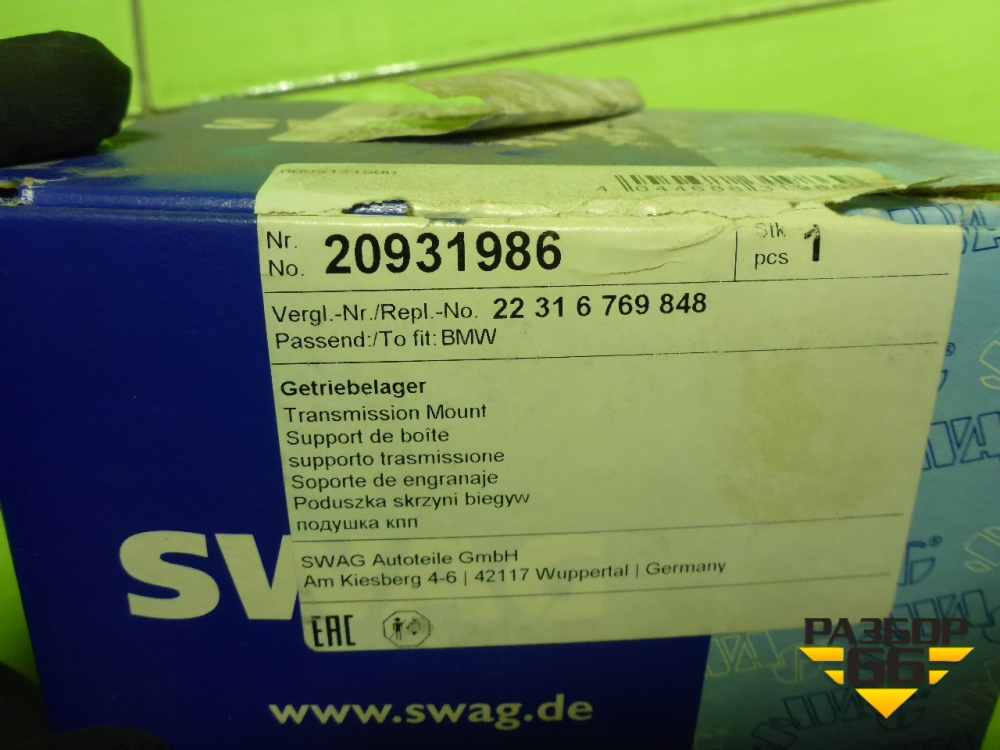 Nr.
No. 20931986
Stk
pcs 1
Vergl.-Nr./Repl.-No. 22 31 6 769 848
Passend:/To fit: BMW
Getriebelager
Transmission Mount
Support de boîte
supporto trasmissione
Soporte de engranaje
Poduszka skrzyni biegyw
подушка кпп
SWAG Autoteile GmbH
Am Kiesberg 4-6 | 42117 Wuppertal | Germany
EAC
www.swag.de
РАЗБОР
66